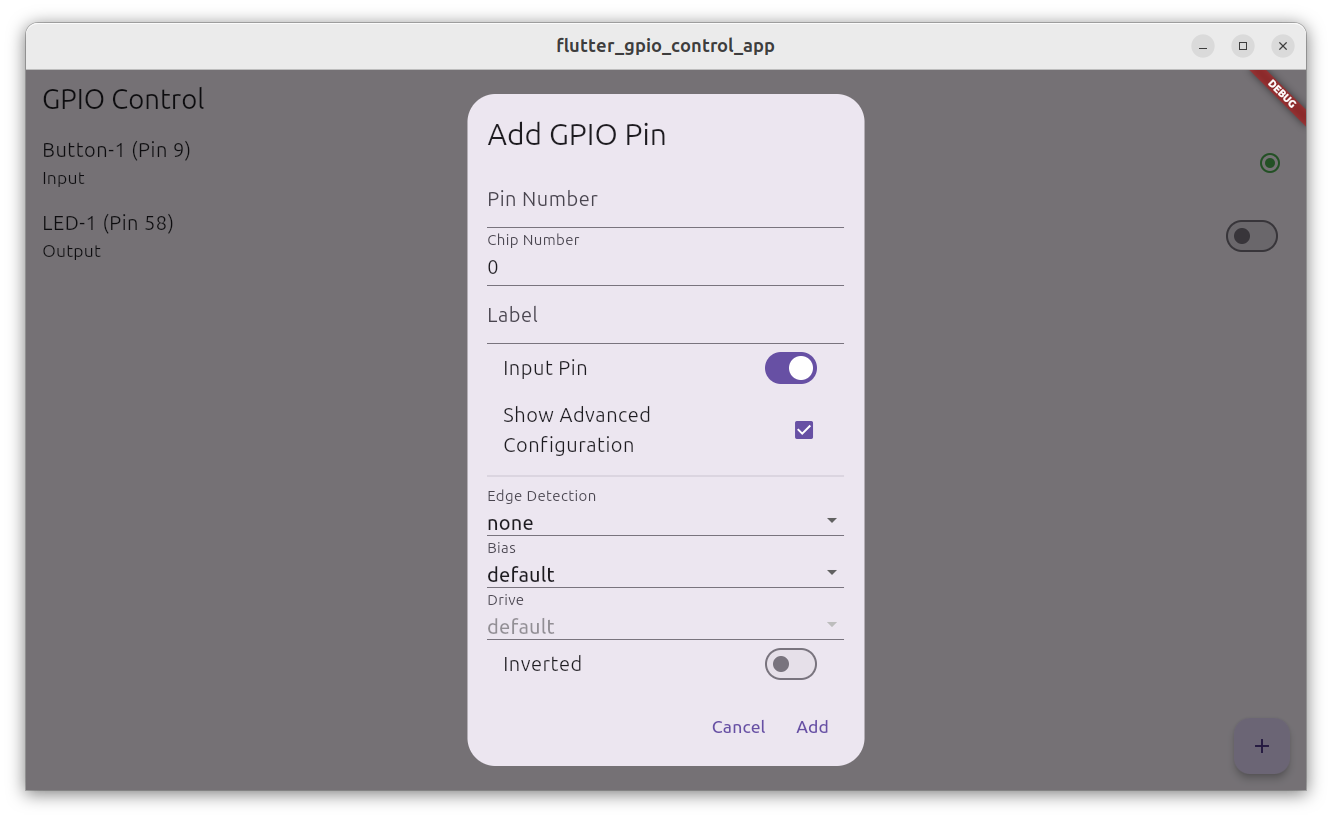 flutter_gpio_control_app
DEBUG
GPIO Control
Button-1 (Pin 9)
Input
LED-1 (Pin 58)
Output
Add GPIO Pin
Pin Number
Chip Number
0
Label
Input Pin
Show Advanced
Configuration
Edge Detection
none
Bias
default
Drive
default
Inverted
Cancel
Add
+